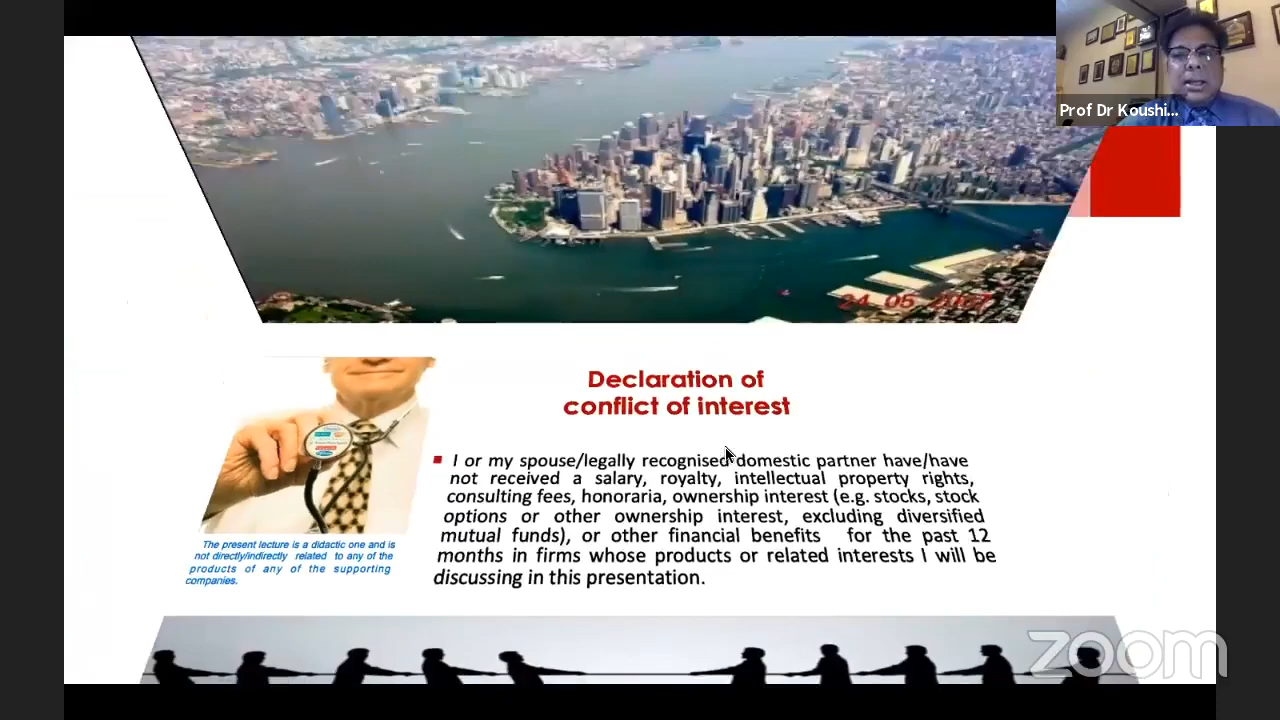 Prof Dr Koushi...
24 05 2007
Declaration of
conflict of interest
I or my spouse/legally recognised domestic partner have/have
not received a salary, royalty, intellectual property rights,
consulting fees, honoraria, ownership interest (e.g. stocks, stock
options or other ownership interest, excluding diversified
mutual funds), or other financial benefits for the past 12
months in firms whose products or related interests I will be
discussing in this presentation.
The present lecture is a didactic one and is
not directly/indirectly related to any of the
products of any of the supporting
companies.
zoom